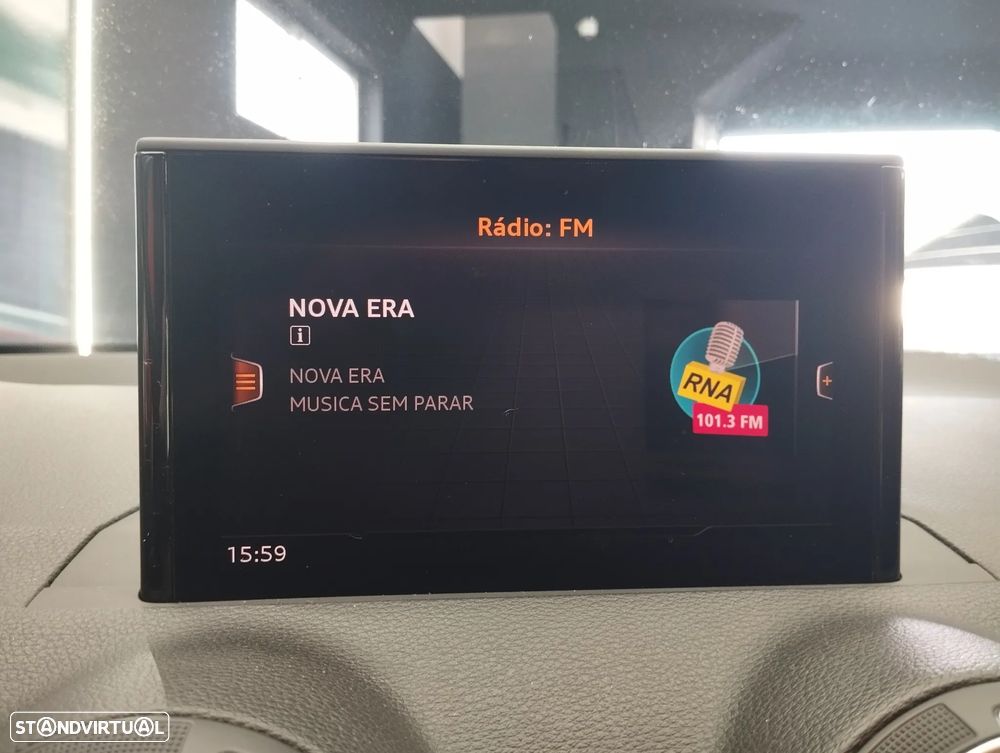 Rádio: FM
NOVA ERA
i
NOVA ERA
MUSICA SEM PARAR
RNA
101.3 FM
+
15:59
STANDVIRTUAL